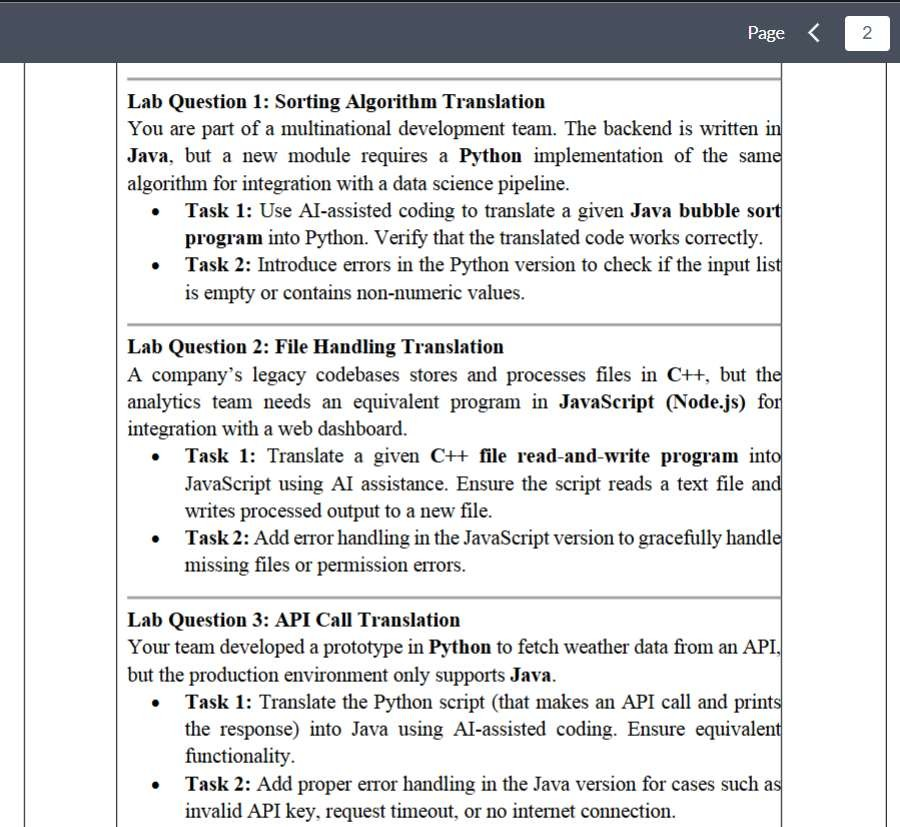 Page
2
Lab Question 1: Sorting Algorithm Translation
You are part of a multinational development team. The backend is written in
Java, but a new module requires a Python implementation of the same
algorithm for integration with a data science pipeline.
• Task 1: Use AI-assisted coding to translate a given Java bubble sort
program into Python. Verify that the translated code works correctly.
• Task 2: Introduce errors in the Python version to check if the input list
is empty or contains non-numeric values.
Lab Question 2: File Handling Translation
A company’s legacy codebases stores and processes files in C++, but the
analytics team needs an equivalent program in JavaScript (Node.js) for
integration with a web dashboard.
• Task 1: Translate a given C++ file read-and-write program into
JavaScript using AI assistance. Ensure the script reads a text file and
writes processed output to a new file.
• Task 2: Add error handling in the JavaScript version to gracefully handle
missing files or permission errors.
Lab Question 3: API Call Translation
Your team developed a prototype in Python to fetch weather data from an API,
but the production environment only supports Java.
• Task 1: Translate the Python script (that makes an API call and prints
the response) into Java using AI-assisted coding. Ensure equivalent
functionality.
• Task 2: Add proper error handling in the Java version for cases such as
invalid API key, request timeout, or no internet connection.